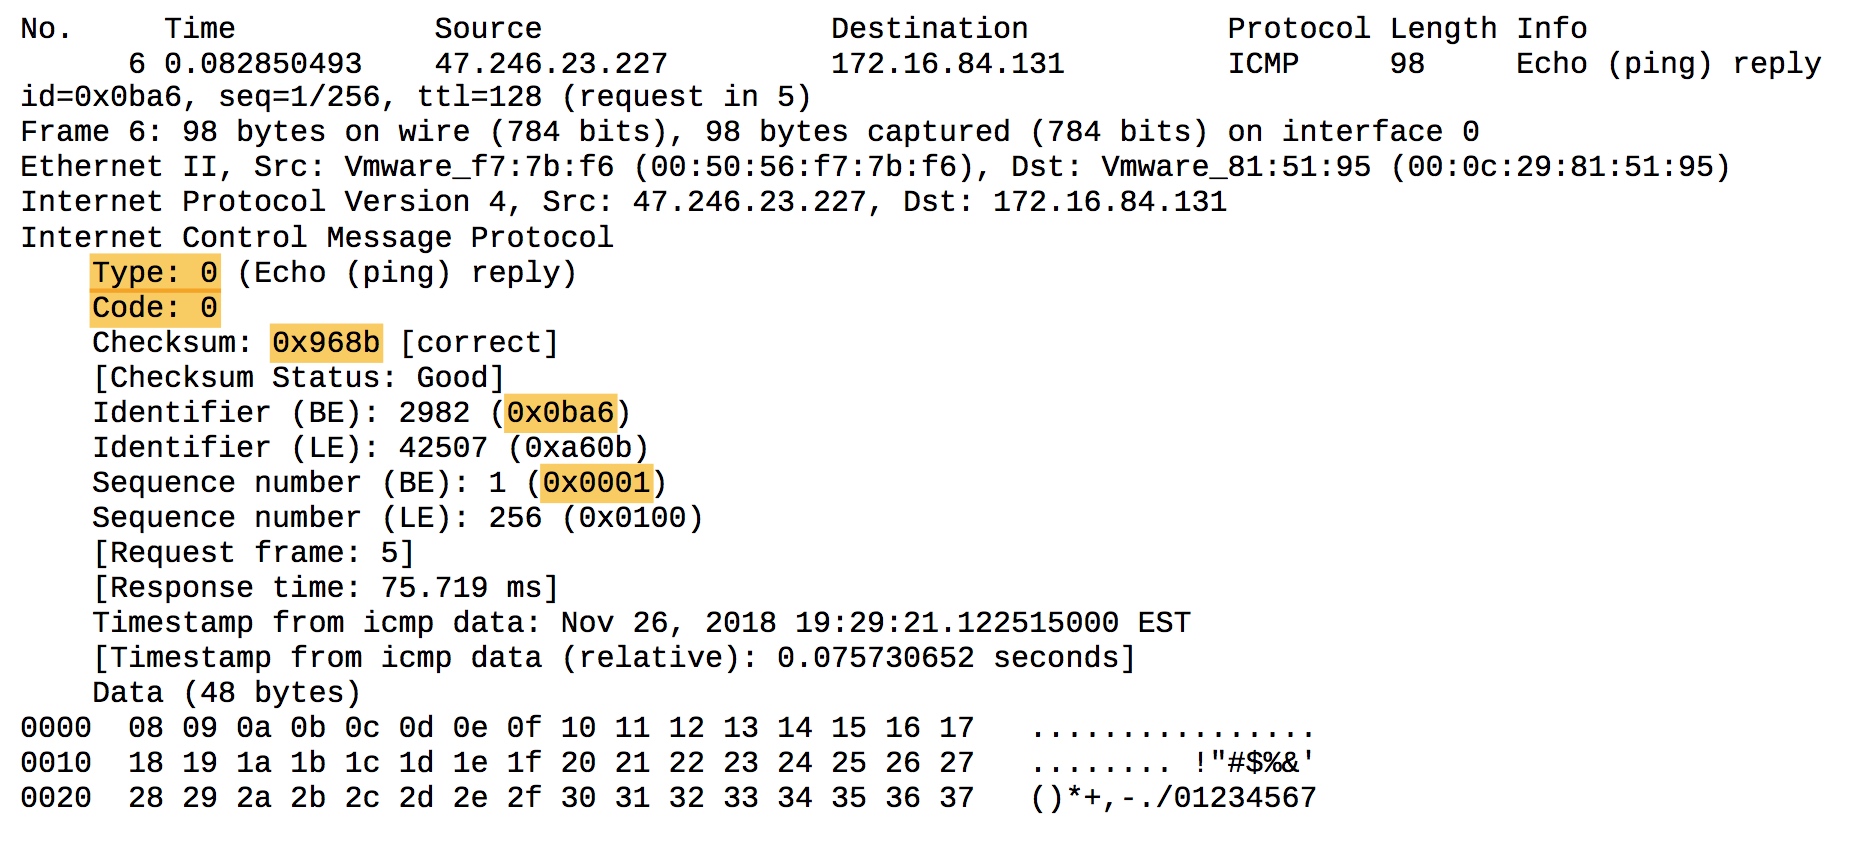 No.     Time           Source                Destination           Protocol Length Info
      6 0.082850493    47.246.23.227         172.16.84.131         ICMP     98     Echo (ping) reply
id=0x0ba6, seq=1/256, ttl=128 (request in 5)
Frame 6: 98 bytes on wire (784 bits), 98 bytes captured (784 bits) on interface 0
Ethernet II, Src: Vmware_f7:7b:f6 (00:50:56:f7:7b:f6), Dst: Vmware_81:51:95 (00:0c:29:81:51:95)
Internet Protocol Version 4, Src: 47.246.23.227, Dst: 172.16.84.131
Internet Control Message Protocol
    Type: 0 (Echo (ping) reply)
    Code: 0
    Checksum: 0x968b [correct]
    [Checksum Status: Good]
    Identifier (BE): 2982 (0x0ba6)
    Identifier (LE): 42507 (0xa60b)
    Sequence number (BE): 1 (0x0001)
    Sequence number (LE): 256 (0x0100)
    [Request frame: 5]
    [Response time: 75.719 ms]
    Timestamp from icmp data: Nov 26, 2018 19:29:21.122515000 EST
    [Timestamp from icmp data (relative): 0.075730652 seconds]
    Data (48 bytes)
0000  08 09 0a 0b 0c 0d 0e 0f 10 11 12 13 14 15 16 17   ................
0010  18 19 1a 1b 1c 1d 1e 1f 20 21 22 23 24 25 26 27   ........ !"#$%&'
0020  28 29 2a 2b 2c 2d 2e 2f 30 31 32 33 34 35 36 37   ()*+,-./01234567